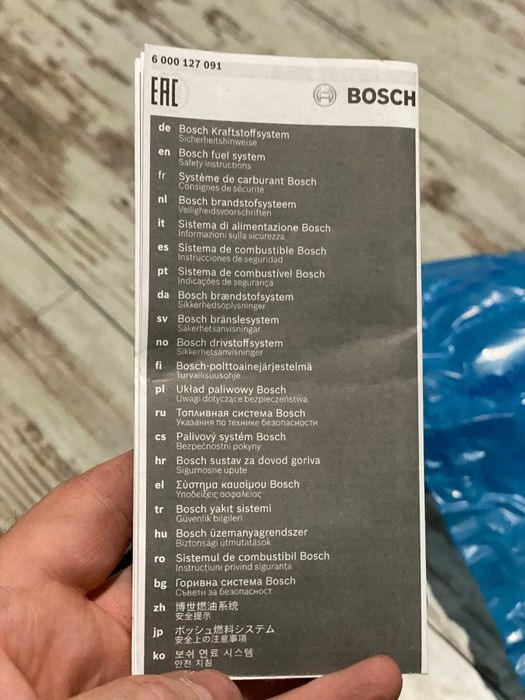 6 000 127 091
EAC
BOSCH
de Bosch Kraftstoffsystem
Sicherheitshinweise
en Bosch fuel system
Safety instructions
fr Système de carburant Bosch
Consignes de sécurité
nl Bosch brandstofsysteem
Veiligheidsvoorschriften
it Sistema di alimentazione Bosch
Informazioni sulla sicurezza
es Sistema de combustible Bosch
Instrucciones de seguridad
pt Sistema de combustível Bosch
Indicações de segurança
da Bosch brændstofsystem
Sikkerhedsoplysninger
sv Bosch bränslesystem
Säkerhetsanvisningar
no Bosch drivstoffsystem
Sikkerhetsanvisninger
fi Bosch-polttoainejärjestelmä
Turvallisuusohje
pl Układ paliwowy Bosch
Uwagi dotyczące bezpieczeństwa
ru Топливная система Bosch
Указания по технике безопасности
cs Palivový systém Bosch
Bezpečnostní pokyny
hr Bosch sustav za dovod goriva
Sigurnosne upute
el Σύστημα καυσίμου Bosch
Υποδείξεις ασφαλείας
tr Bosch yakıt sistemi
Güvenlik bilgileri
hu Bosch üzemanyagrendszer
Biztonsági útmutatások
ro Sistemul de combustibil Bosch
Instrucțiuni privind siguranța
bg Горивна система Bosch
Съвети за безопасност
zh 博世燃油系统
安全提示
jp ボッシュ燃料システム
安全上の注意事項
ko 보쉬 연료 시스템
안전 지침